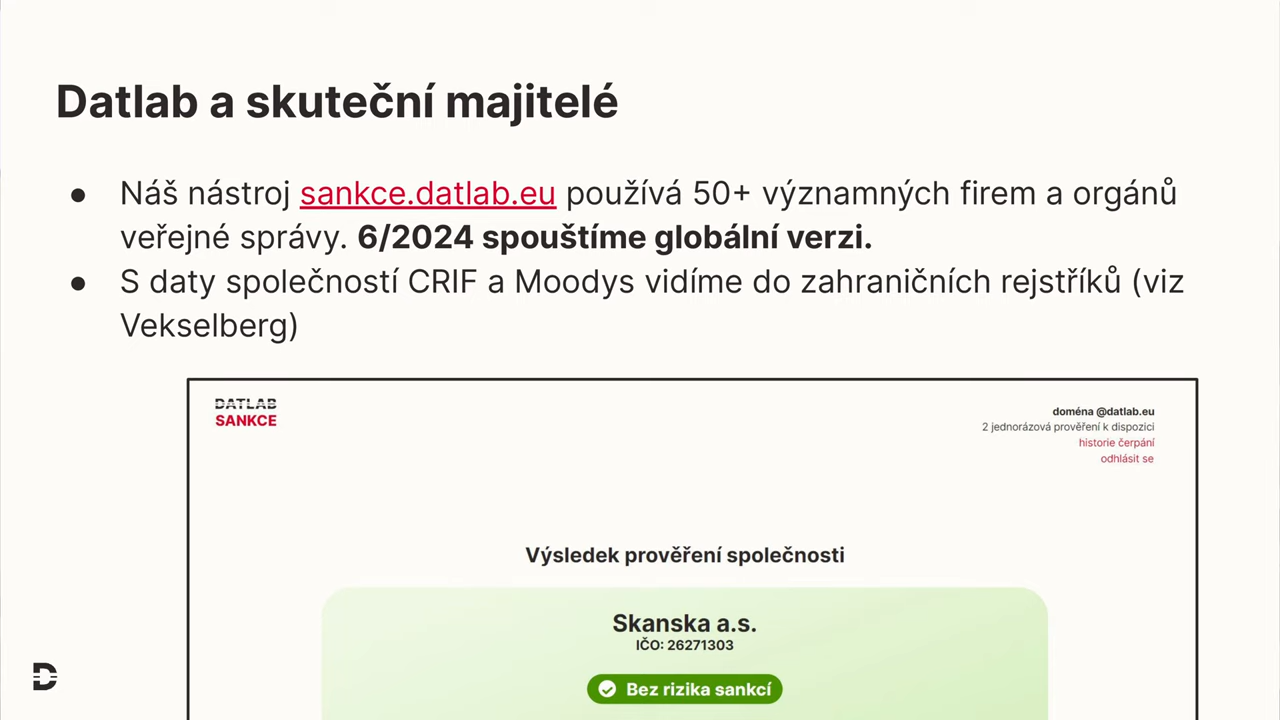 Datlab a skuteční majitelé
● Náš nástroj sankce.datlab.eu používá 50+ významných firem a orgánů
veřejné správy. 6/2024 spouštíme globální verzi.
● S daty společností CRIF a Moodys vidíme do zahraničních rejstříků (viz
Vekselberg)
DATLAB
SANKCE
doména @datlab.eu
2 jednorázová prověření k dispozici
historie čerpání
odhlásit se
Výsledek prověření společnosti
Skanska a.s.
IČO: 26271303
Bez rizika sankcí
D